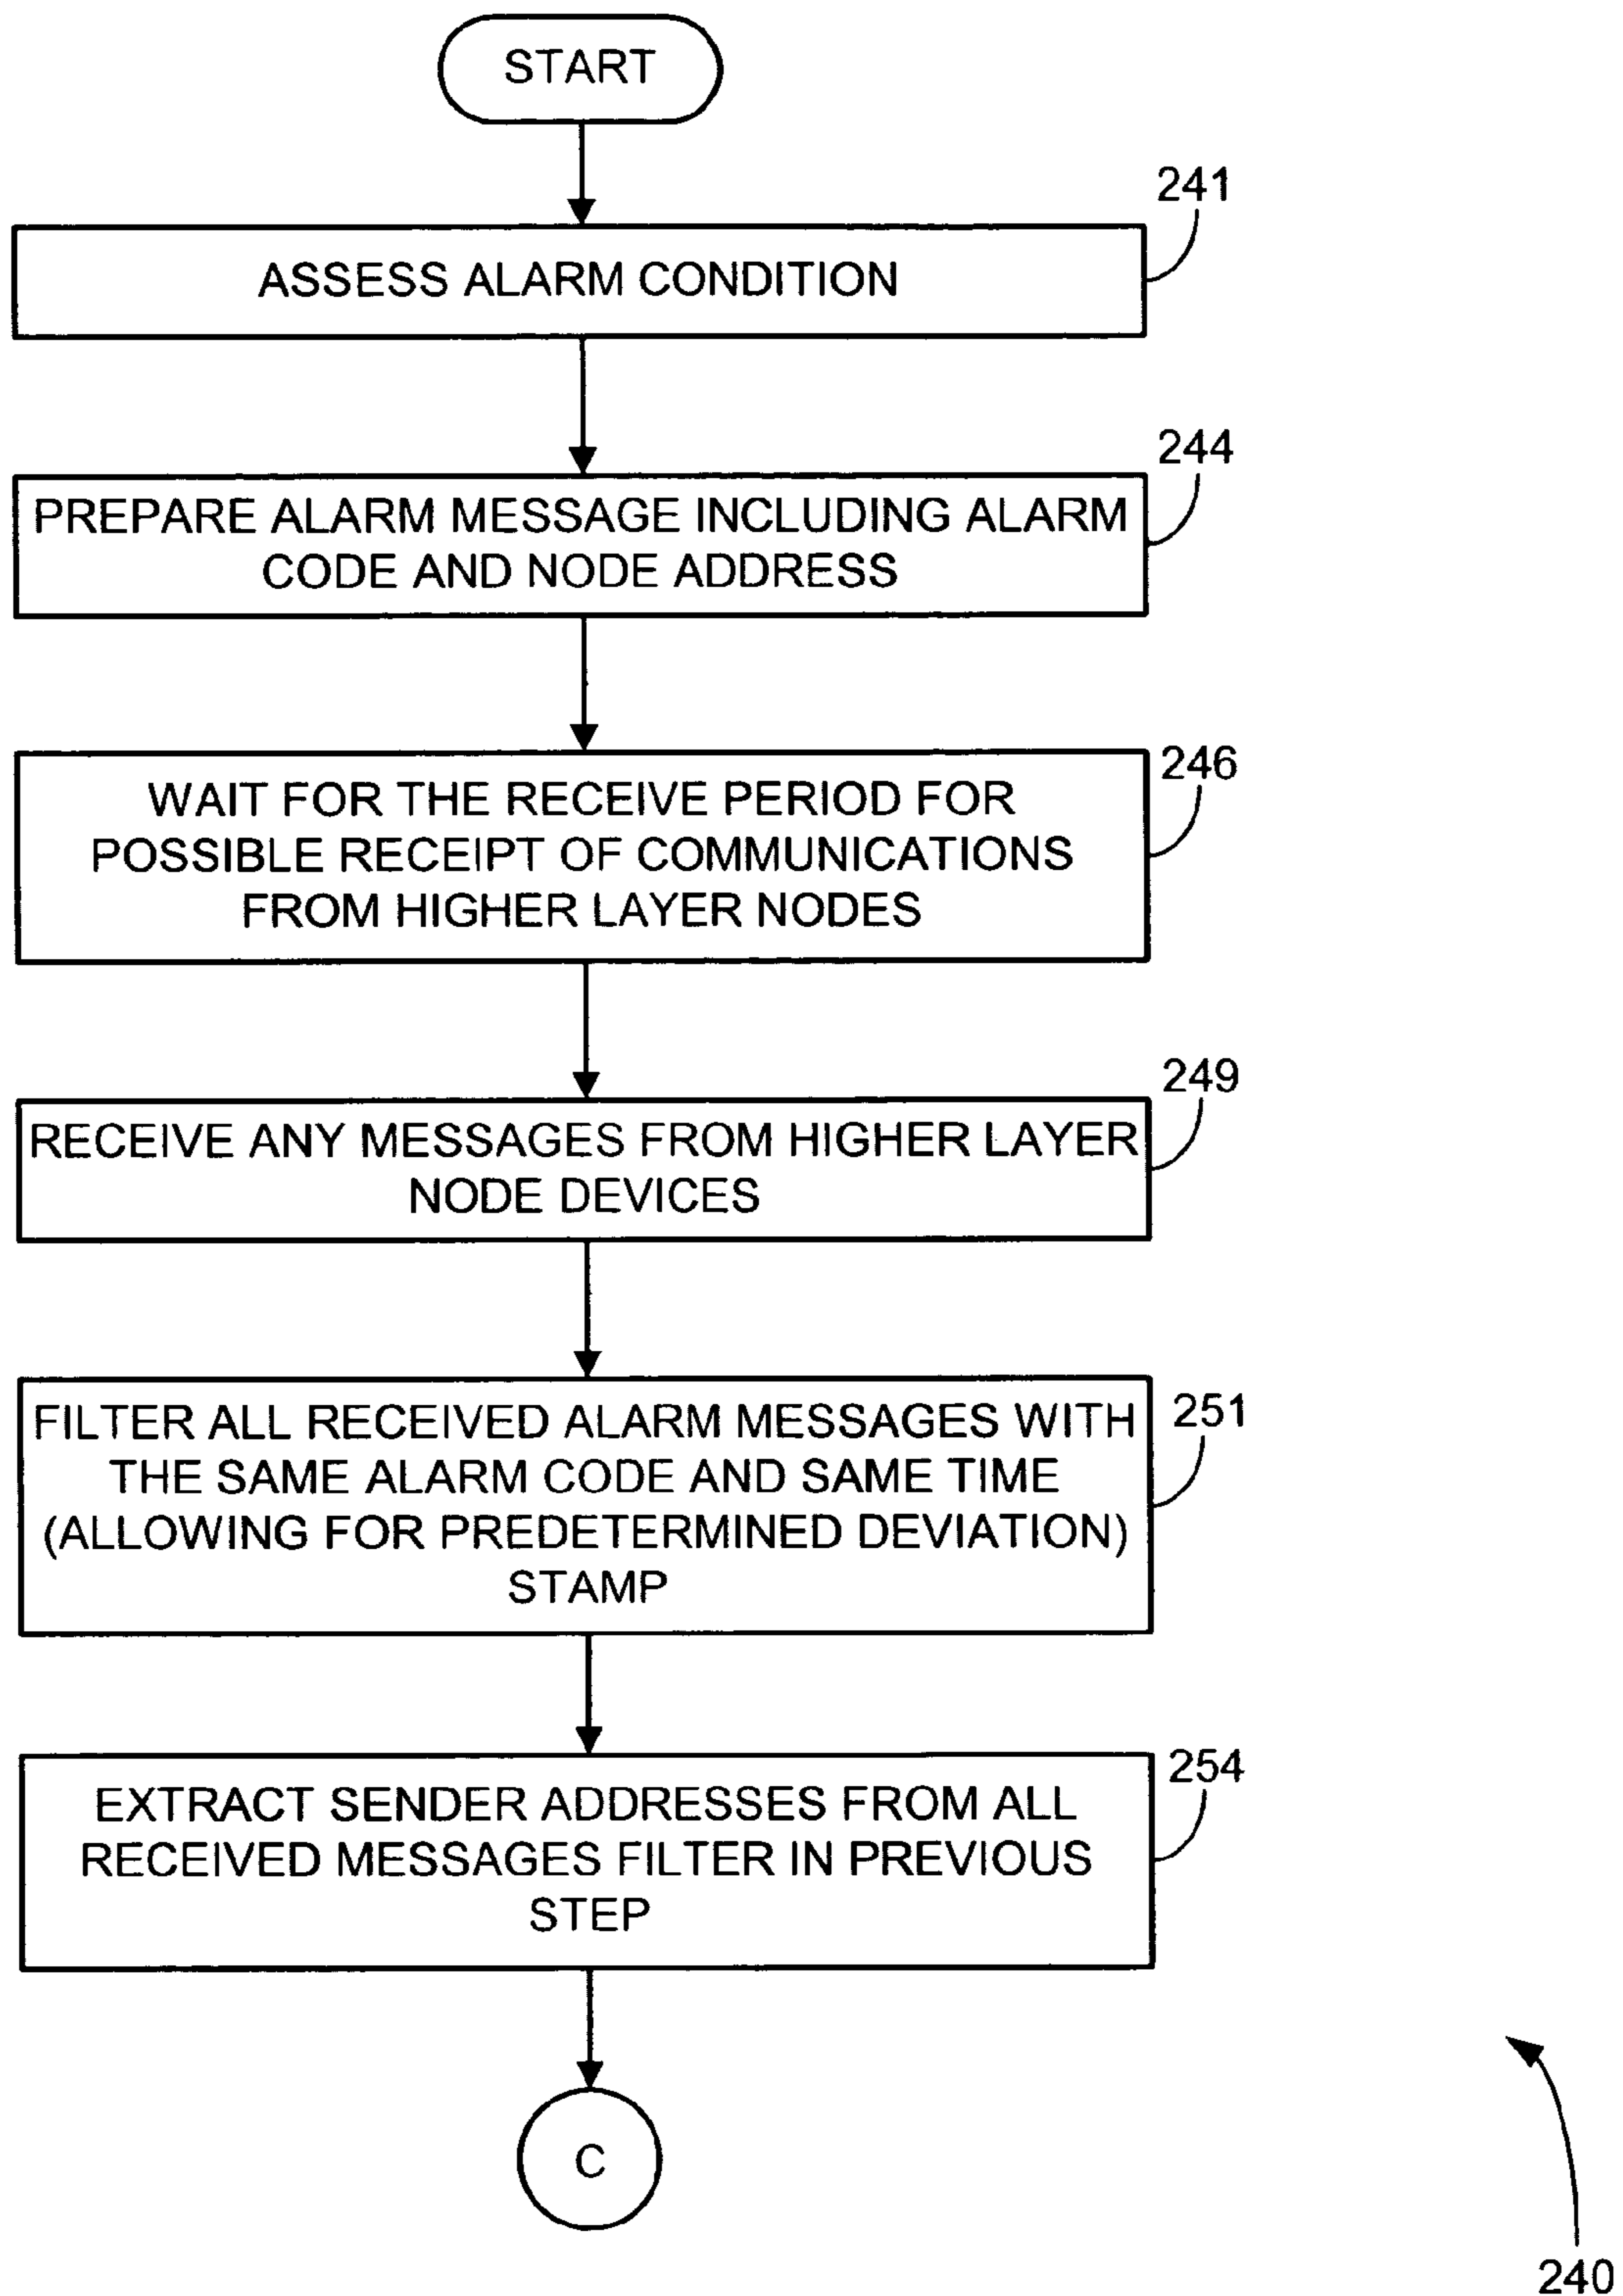 START
241
ASSESS ALARM CONDITION
244
PREPARE ALARM MESSAGE INCLUDING ALARM
CODE AND NODE ADDRESS
246
WAIT FOR THE RECEIVE PERIOD FOR
POSSIBLE RECEIPT OF COMMUNICATIONS
FROM HIGHER LAYER NODES
249
RECEIVE ANY MESSAGES FROM HIGHER LAYER
NODE DEVICES
251
FILTER ALL RECEIVED ALARM MESSAGES WITH
THE SAME ALARM CODE AND SAME TIME
(ALLOWING FOR PREDETERMINED DEVIATION)
STAMP
254
EXTRACT SENDER ADDRESSES FROM ALL
RECEIVED MESSAGES FILTER IN PREVIOUS
STEP
C
240